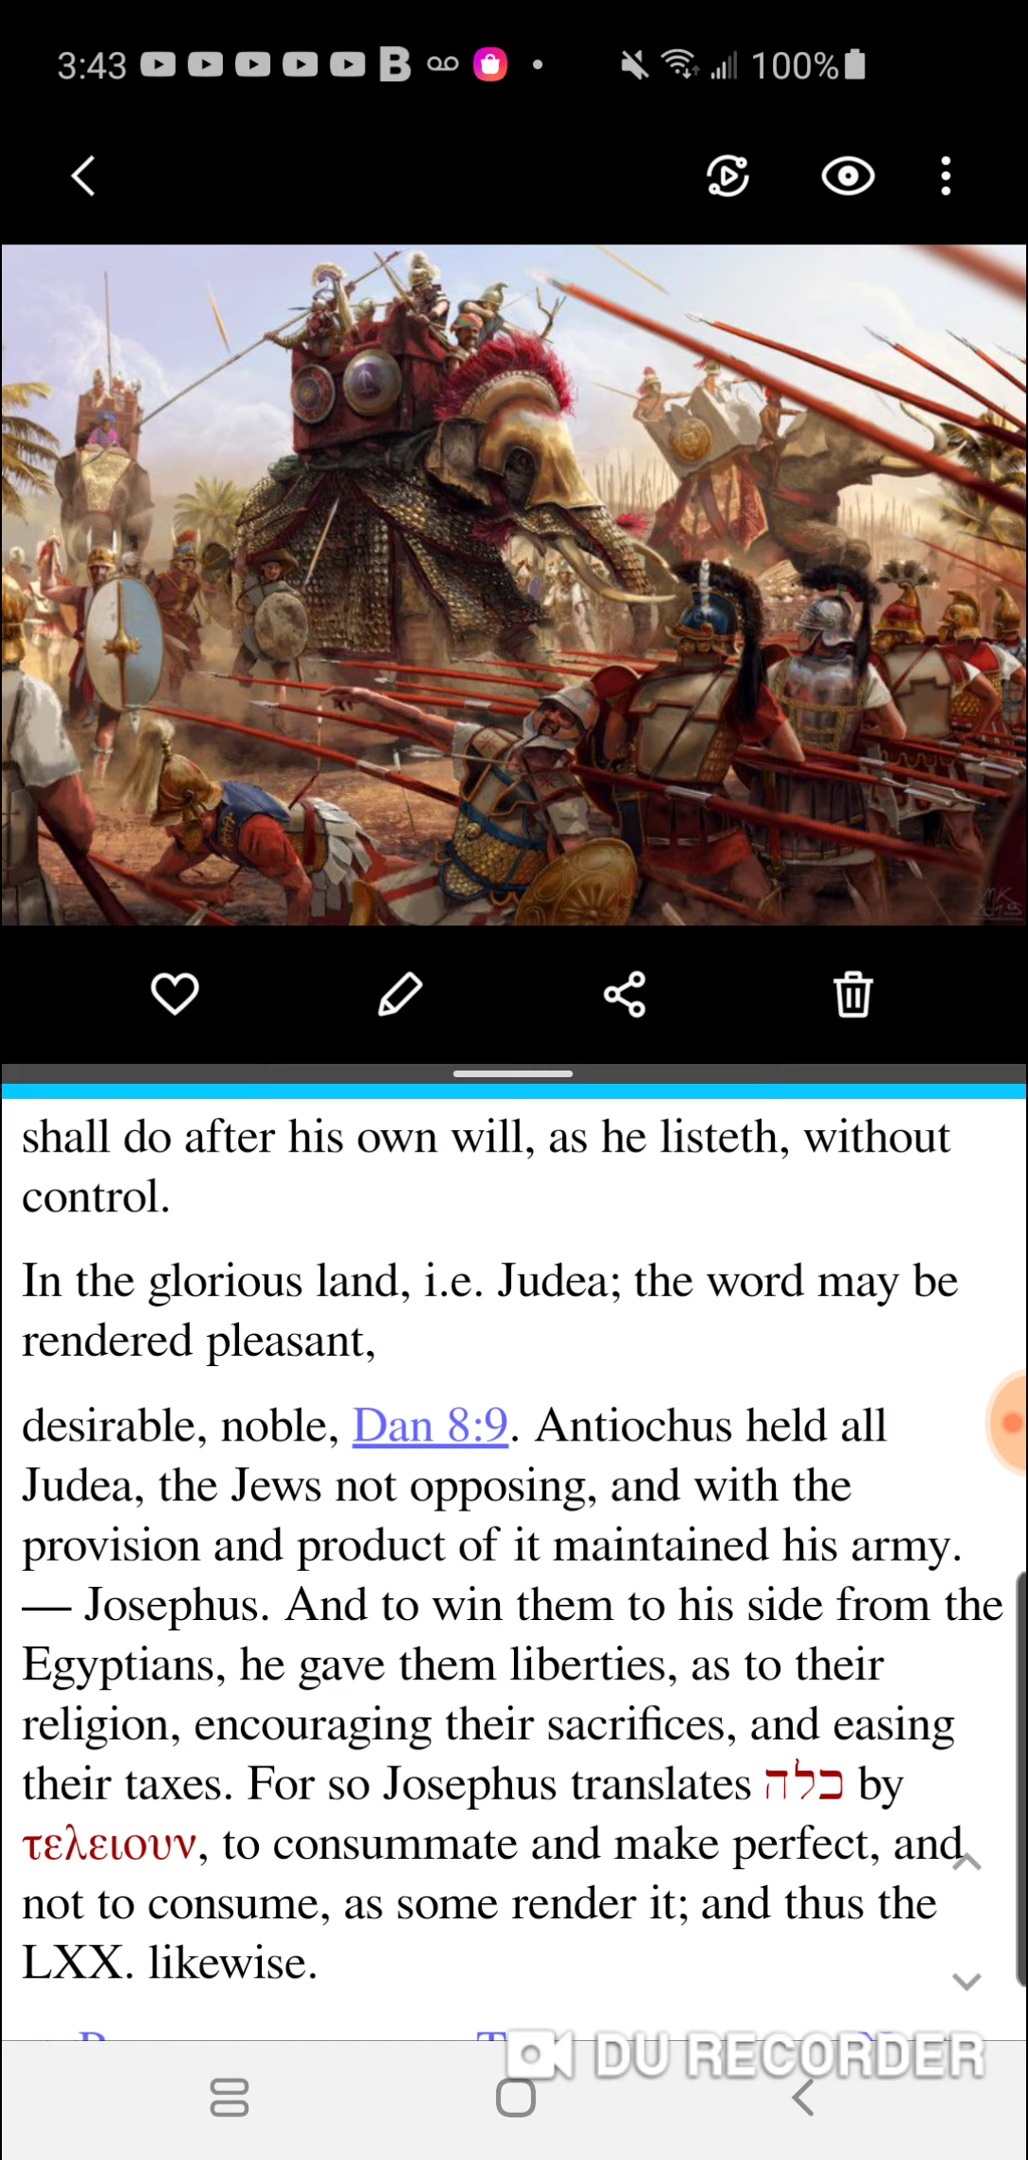 3:43
B
100%
shall do after his own will, as he listeth, without
control.
In the glorious land, i.e. Judea; the word may be
rendered pleasant,
desirable, noble, Dan 8:9. Antiochus held all
Judea, the Jews not opposing, and with the
provision and product of it maintained his army.
— Josephus. And to win them to his side from the
Egyptians, he gave them liberties, as to their
religion, encouraging their sacrifices, and easing
their taxes. For so Josephus translates כלה by
τελειουν, to consummate and make perfect, and
not to consume, as some render it; and thus the
LXX. likewise.
DU RECORDER